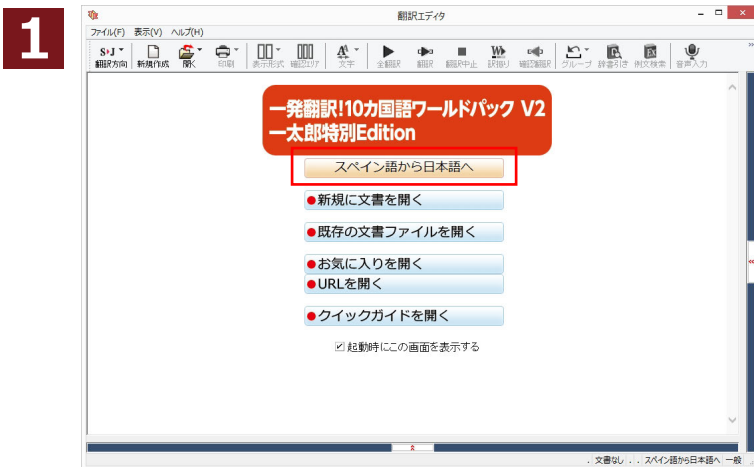 1
翻訳エディタ
ファイル(F) 表示(V) ヘルプ(H)
S▸J
翻訳方向 新規作成 開く 印刷 表示形式 確認エリア 文字 全翻訳 翻訳 翻訳中止 訳振り 確認翻訳 グループ 辞書引き 例文検索 音声入力
一発翻訳!10カ国語ワールドパック V2
一太郎特別Edition
スペイン語から日本語へ
●新規に文書を開く
●既存の文書ファイルを開く
●お気に入りを開く
●URLを開く
●クイックガイドを開く
起動時にこの画面を表示する
文書なし スペイン語から日本語へ 一般